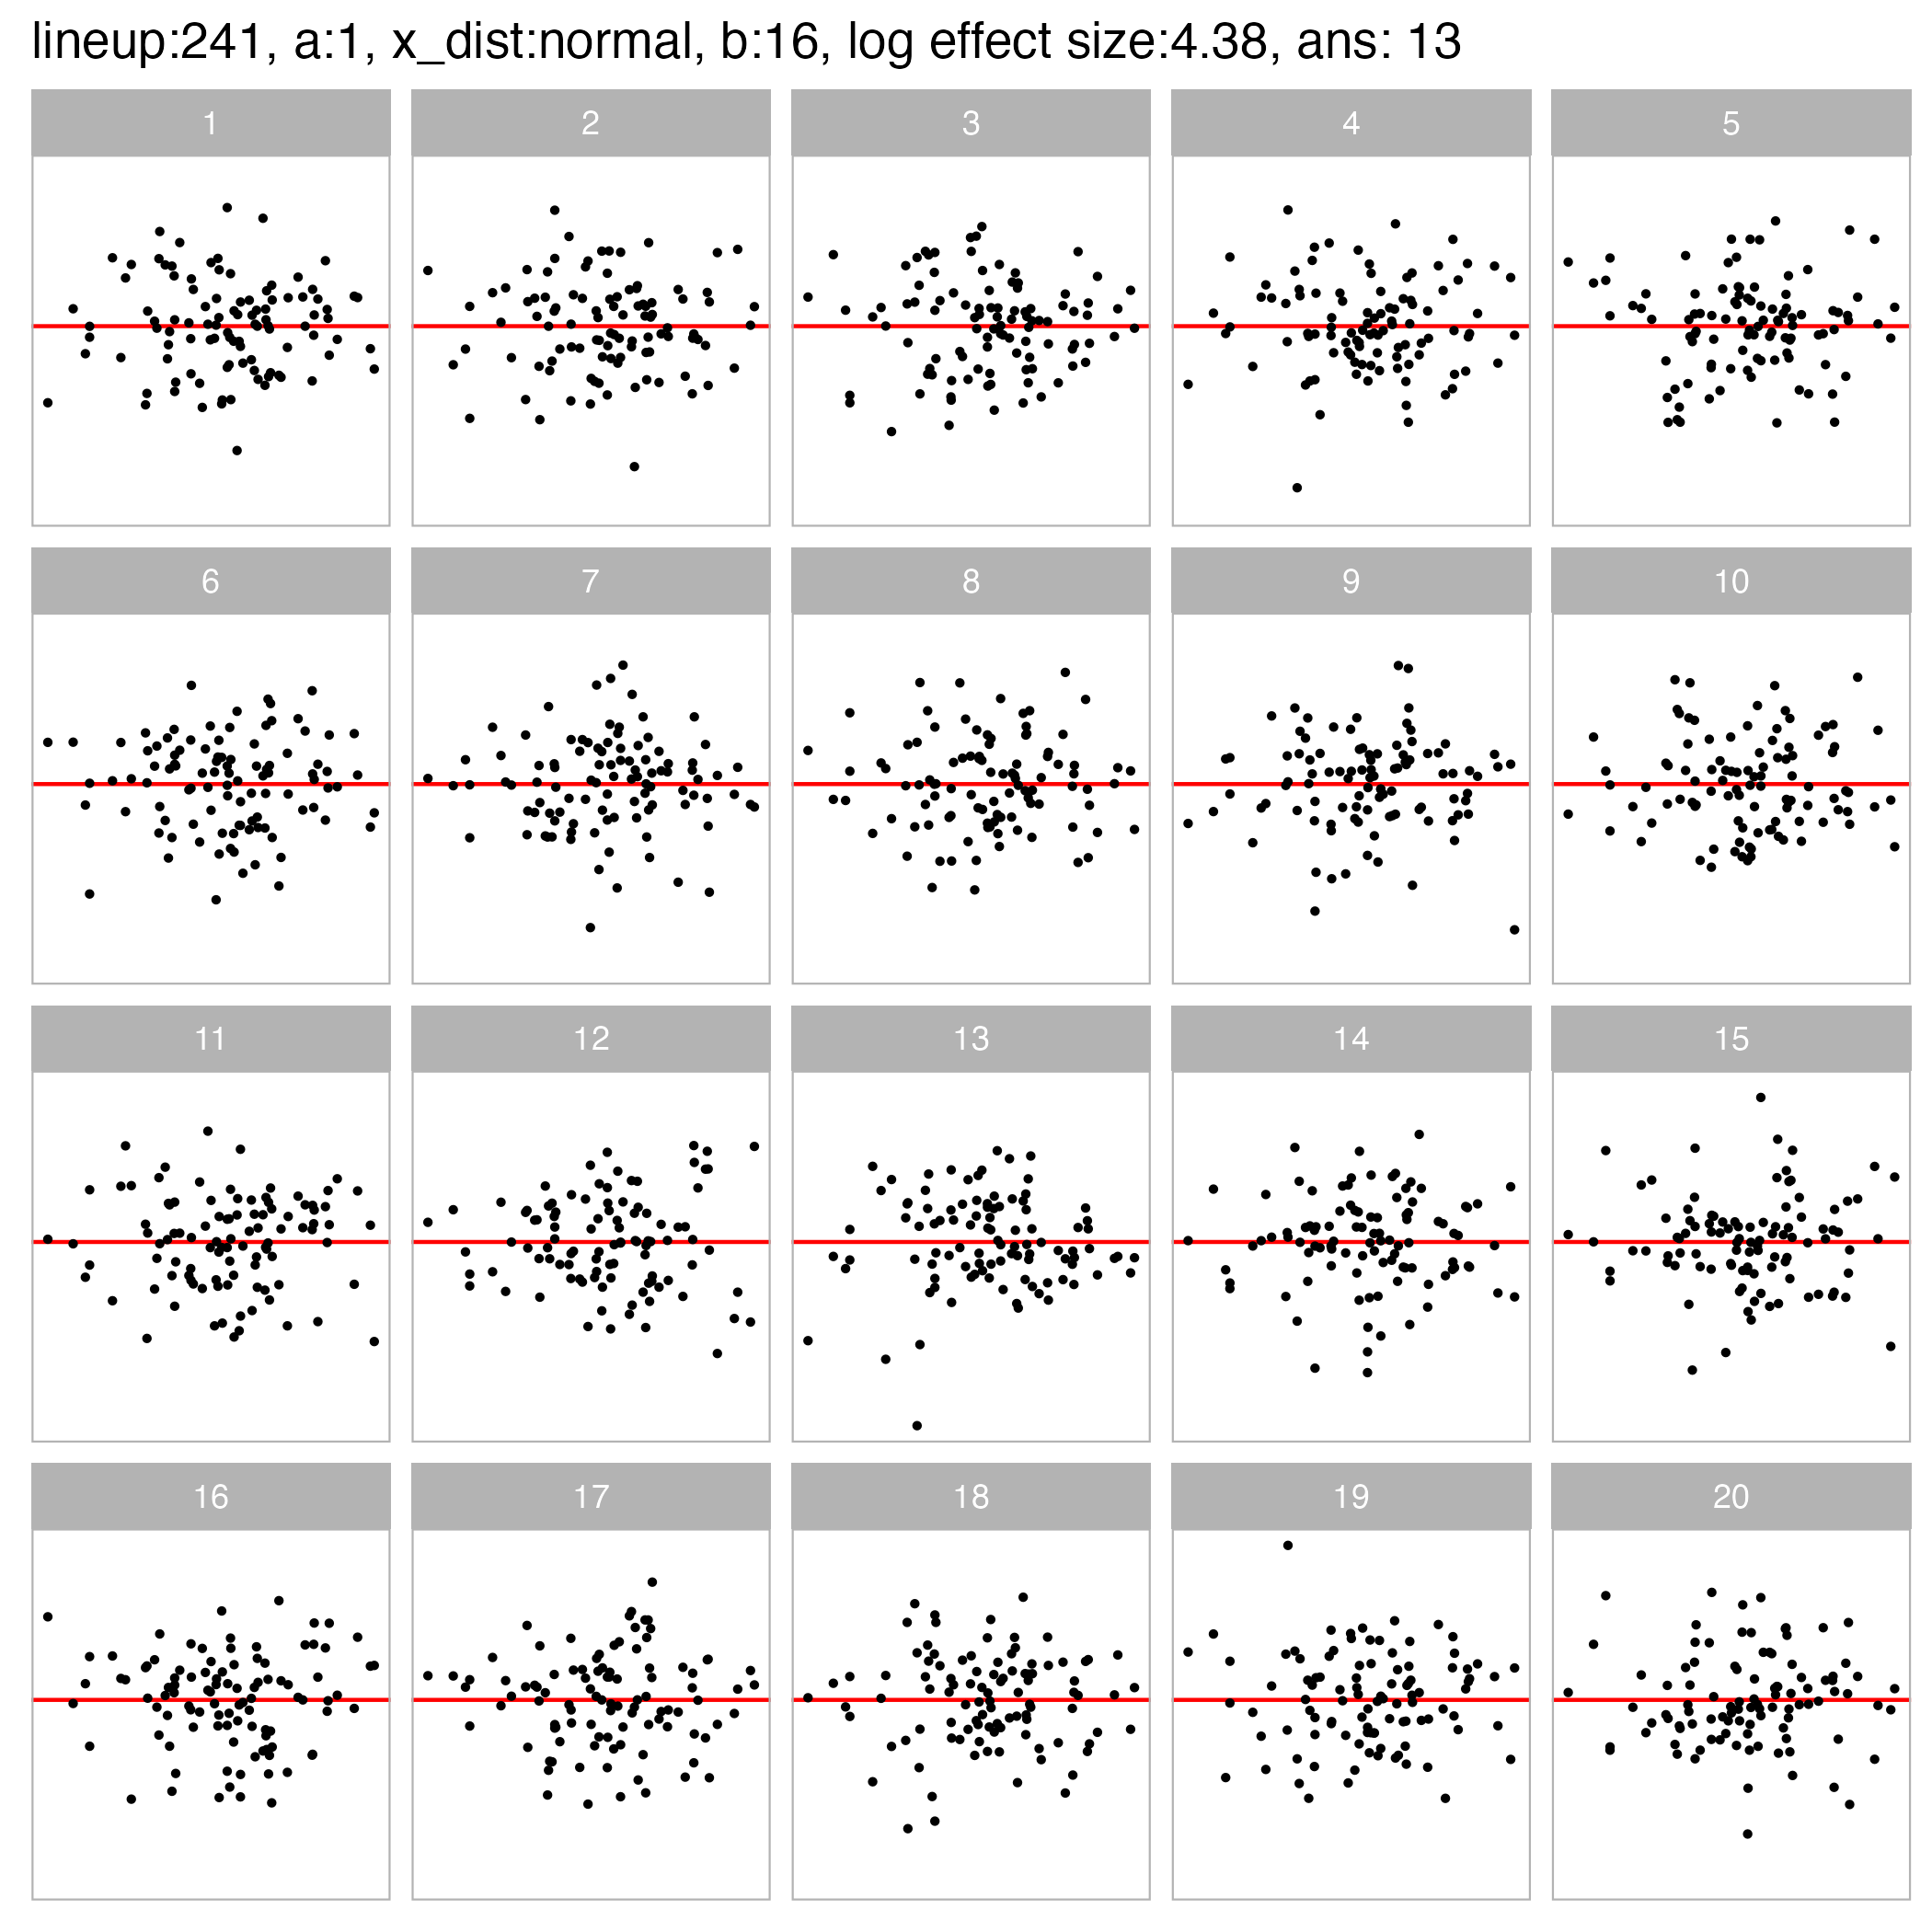 lineup:241, a:1, x_dist:normal, b:16, log effect size:4.38, ans: 13
1 2 3 4 5
6 7 8 9 10
11 12 13 14 15
16 17 18 19 20